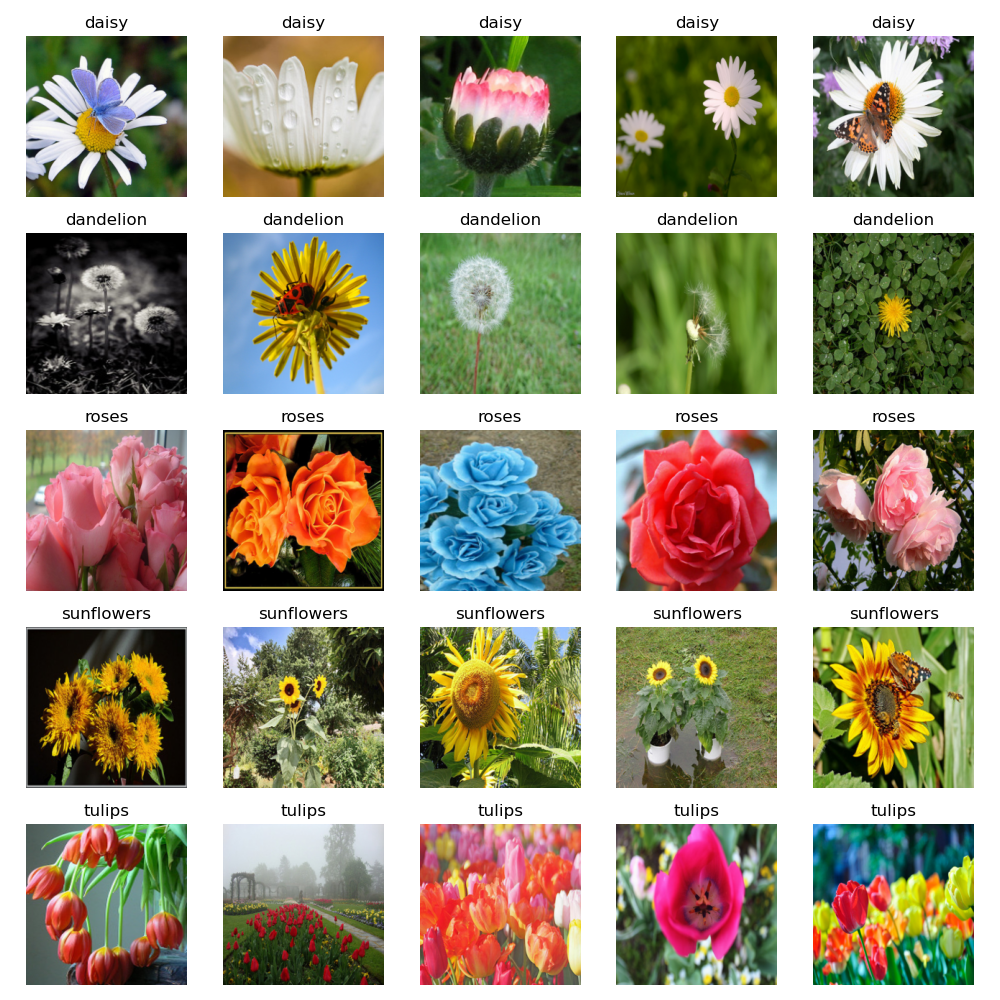 daisy daisy daisy daisy daisy
dandelion dandelion dandelion dandelion dandelion
roses roses roses roses roses
sunflowers sunflowers sunflowers sunflowers sunflowers
tulips tulips tulips tulips tulips